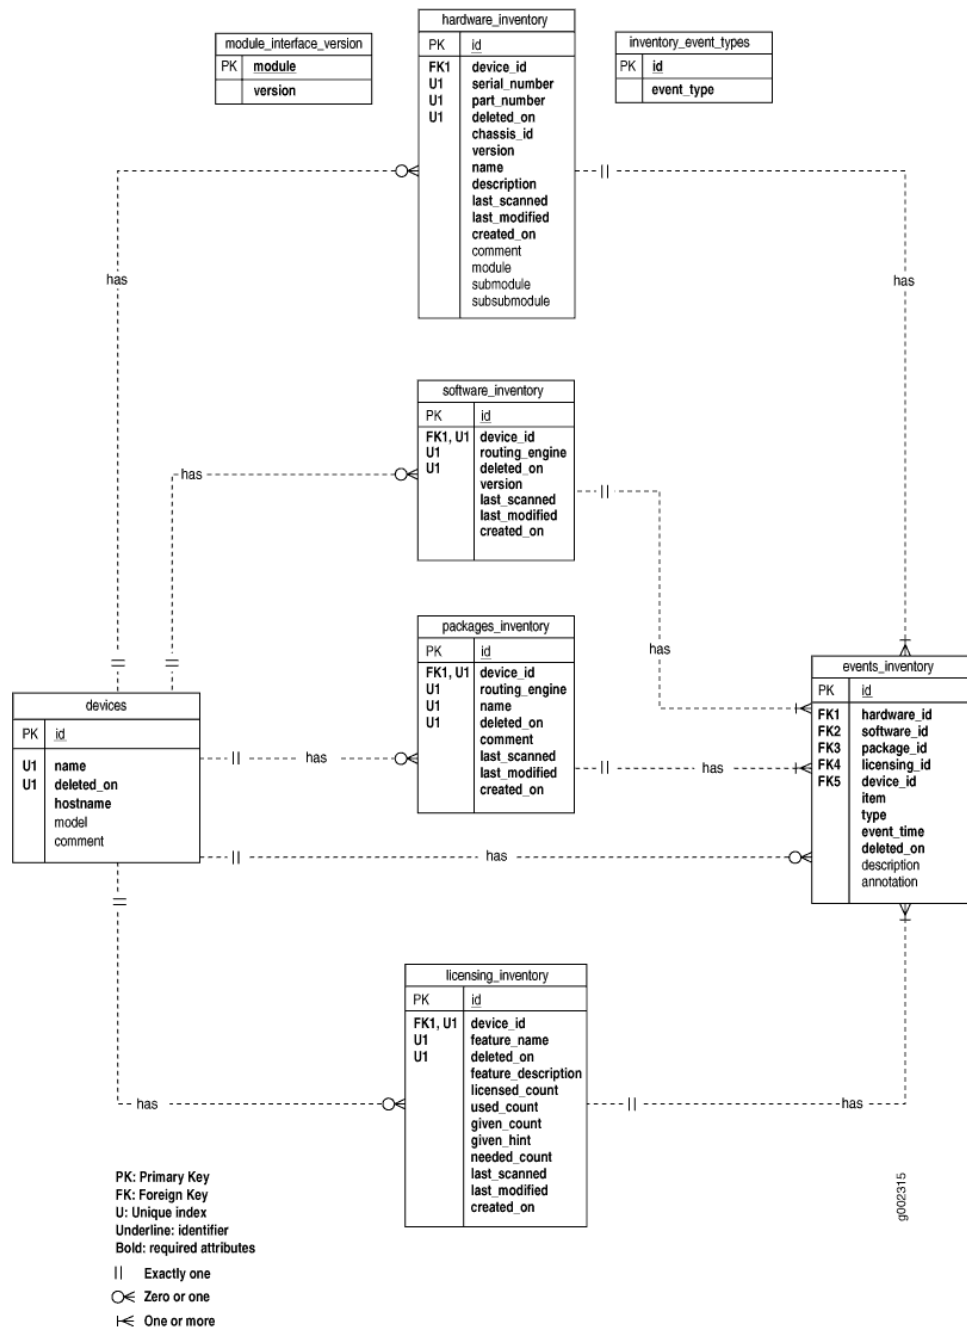 hardware_inventory
PK id
FK1 device_id
U1 serial_number
U1 part_number
U1 deleted_on
chassis_id
version
name
description
last_scanned
last_modified
created_on
comment
module
submodule
subsubmodule
module_interface_version
PK module
version
inventory_event_types
PK id
event_type
has
has
software_inventory
PK id
FK1, U1 device_id
U1 routing_engine
U1 deleted_on
version
last_scanned
last_modified
created_on
has
has
packages_inventory
PK id
FK1, U1 device_id
U1 routing_engine
U1 name
U1 deleted_on
comment
last_scanned
last_modified
created_on
has
has
devices
PK id
U1 name
U1 deleted_on
hostname
model
comment
events_inventory
PK id
FK1 hardware_id
FK2 software_id
FK3 package_id
FK4 licensing_id
FK5 device_id
item
type
event_time
deleted_on
description
annotation
has
licensing_inventory
PK id
FK1, U1 device_id
U1 feature_name
U1 deleted_on
feature_description
licensed_count
used_count
given_count
given_hint
needed_count
last_scanned
last_modified
created_on
has
has
PK: Primary Key
FK: Foreign Key
U: Unique index
Underline: identifier
Bold: required attributes
Exactly one
Zero or one
One or more
g002315